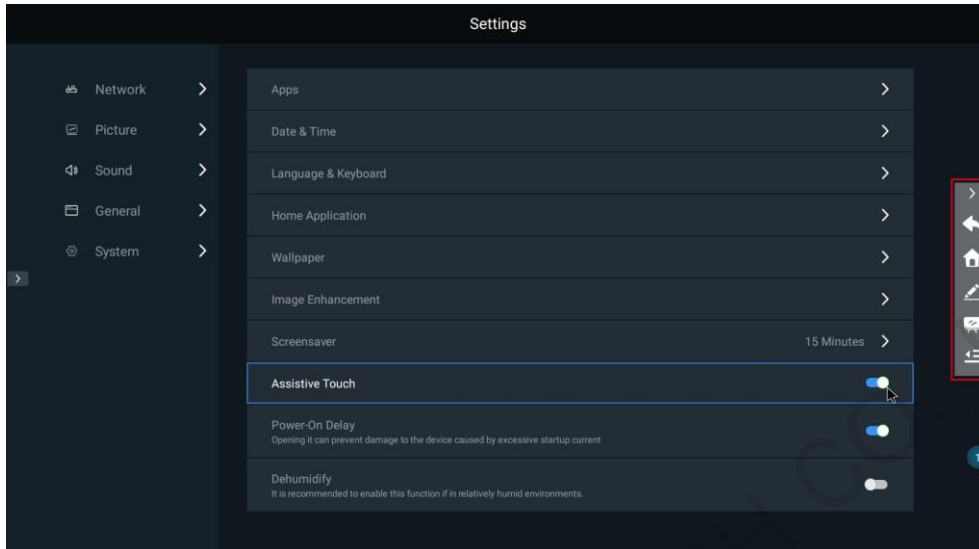 Settings
Network
Picture
Sound
General
System
Apps
Date & Time
Language & Keyboard
Home Application
Wallpaper
Image Enhancement
Screensaver 15 Minutes
Assistive Touch
Power-On Delay
Opening it can prevent damage to the device caused by excessive startup current
Dehumidify
It is recommended to enable this function if in relatively humid environments.